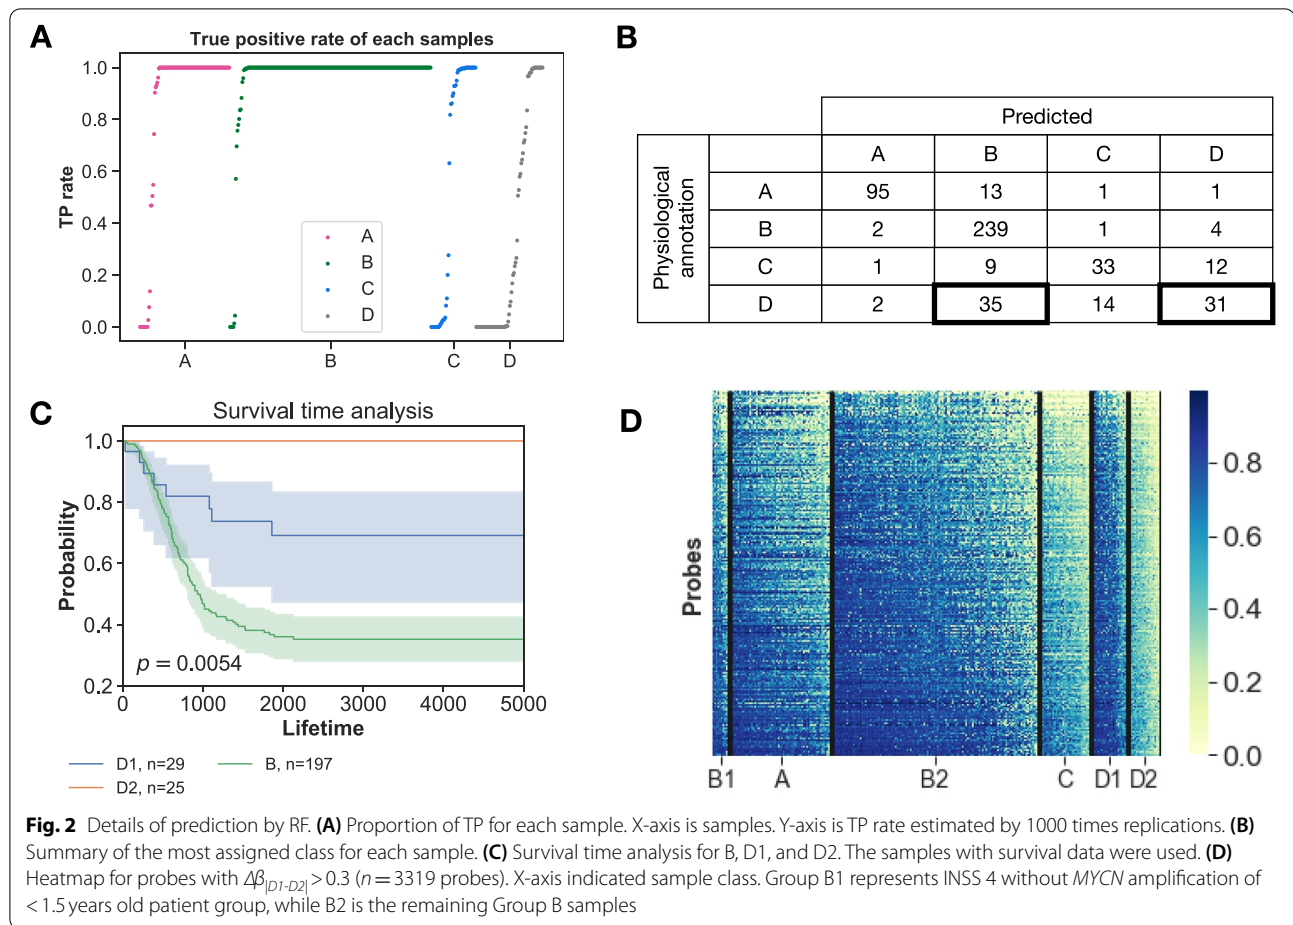 A
True positive rate of each samples
1.0
0.8
0.6
0.4
0.2
0.0
TP rate
A
B
C
D
A B C D
B
Predicted
Physiological annotation
A B C D
A 95 13 1 1
B 2 239 1 4
C 1 9 33 12
D 2 35 14 31
C
Survival time analysis
1.0
0.8
0.6
0.4
0.2
Probability
p = 0.0054
0 1000 2000 3000 4000 5000
Lifetime
D1, n=29 B, n=197
D2, n=25
D
Probes
B1 A B2 C D1 D2
0.8
0.6
0.4
0.2
0.0
Fig. 2 Details of prediction by RF. (A) Proportion of TP for each sample. X-axis is samples. Y-axis is TP rate estimated by 1000 times replications. (B)
Summary of the most assigned class for each sample. (C) Survival time analysis for B, D1, and D2. The samples with survival data were used. (D)
Heatmap for probes with Δβ|D1-D2| > 0.3 (n = 3319 probes). X-axis indicated sample class. Group B1 represents INSS 4 without MYCN amplification of
< 1.5 years old patient group, while B2 is the remaining Group B samples